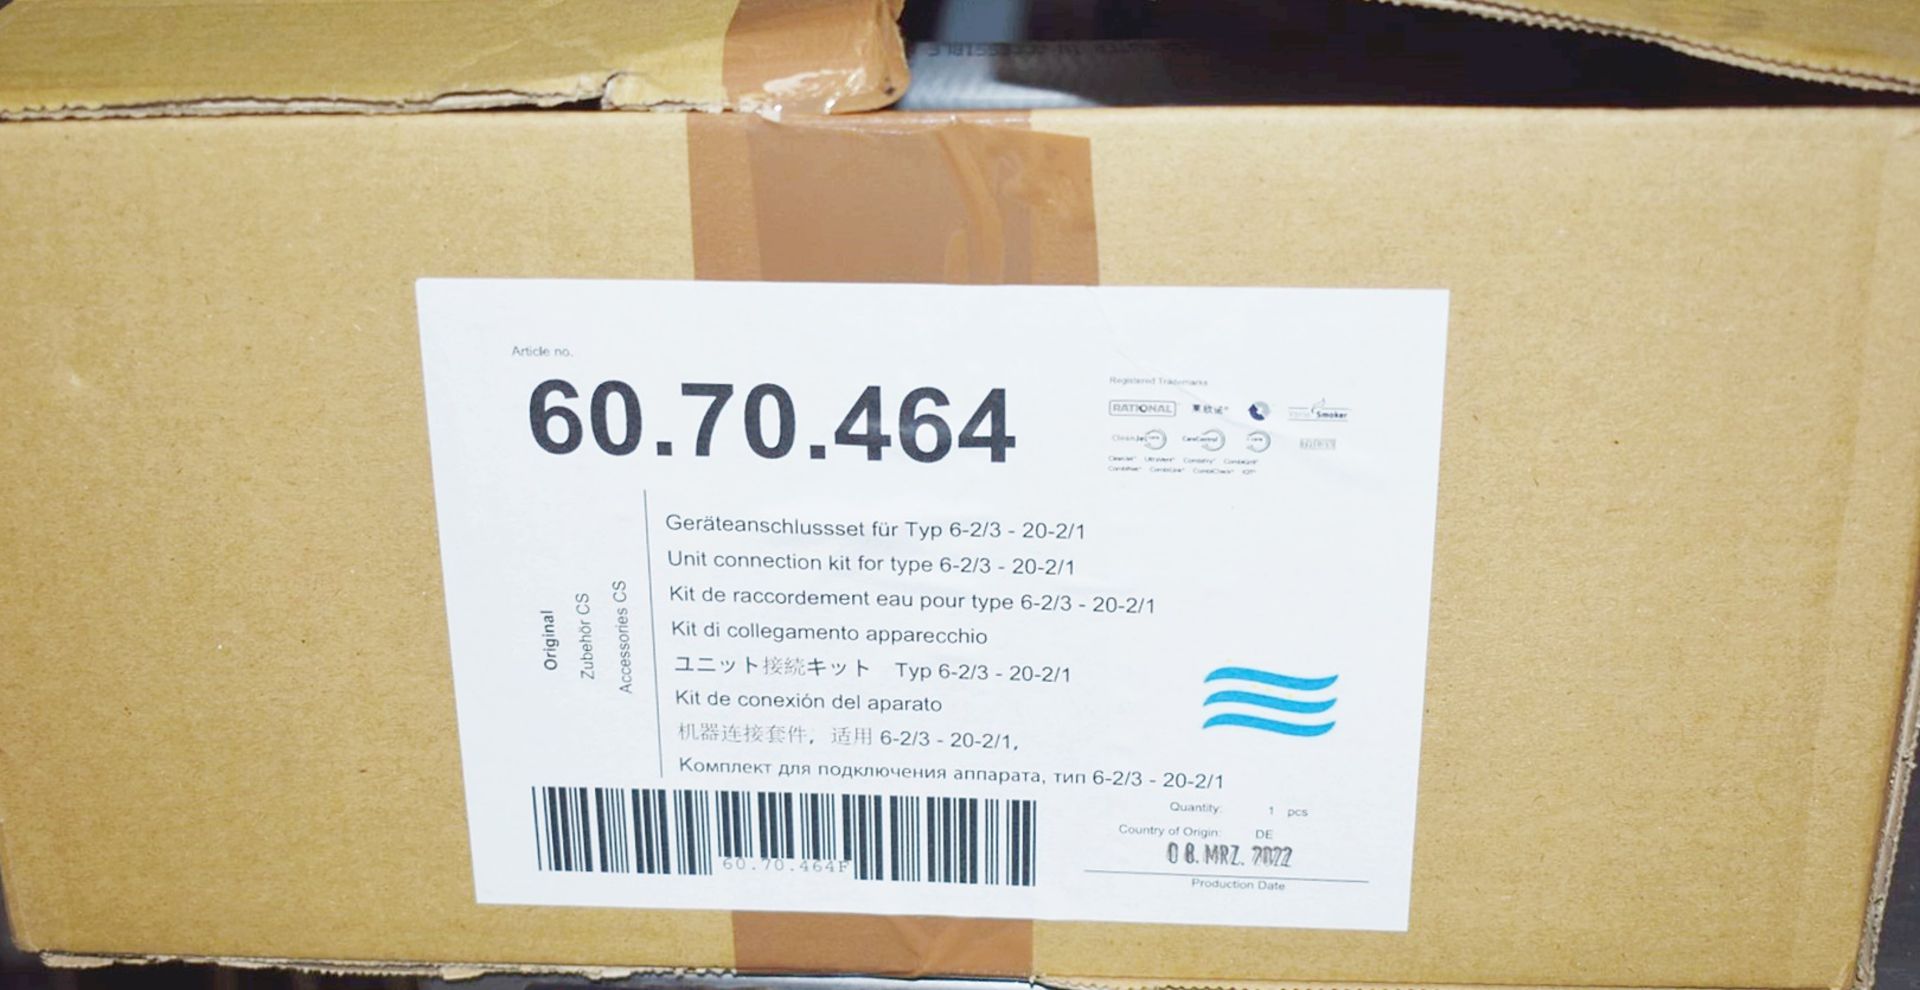 Article no.
60.70.464
Registered Trademarks
RATIONAL
Smoker
CareControl
Geräteanschlussset für Typ 6-2/3 - 20-2/1
Unit connection kit for type 6-2/3 - 20-2/1
Kit de raccordement eau pour type 6-2/3 - 20-2/1
Kit di collegamento apparecchio
ユニット接続キット Typ 6-2/3 - 20-2/1
Kit de conexión del aparato
机器连接套件，适用 6-2/3 - 20-2/1,
Комплект для подключения аппарата, тип 6-2/3 - 20-2/1
Original
Zubehör CS
Accessories CS
60.70.464F
Quantity: 1 pcs
Country of Origin: DE
08. MRZ. 2022
Production Date